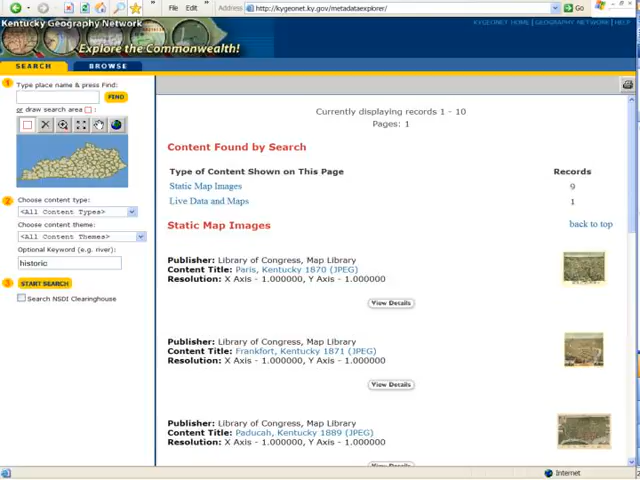 File Edit Address http://kygeonet.ky.gov/metadataexplorer/ Go
Kentucky Geography Network
KYGEONET HOME | GEOGRAPHY NETWORK | HELP
Explore the Commonwealth!
SEARCH BROWSE
1 Type place name & press Find:
FIND
or draw search area
2 Choose content type:
<All Content Types>
Choose content theme:
<All Content Themes>
Optional Keyword (e.g. river)
historic
3 START SEARCH
Search NSDI Clearinghouse
Currently displaying records 1 - 10
Pages: 1
Content Found by Search
Type of Content Shown on This Page Records
Static Map Images 9
Live Data and Maps 1
Static Map Images back to top
Publisher: Library of Congress, Map Library
Content Title: Paris, Kentucky 1870 (JPEG)
Resolution: X Axis - 1.000000, Y Axis - 1.000000
View Details
Publisher: Library of Congress, Map Library
Content Title: Frankfort, Kentucky 1871 (JPEG)
Resolution: X Axis - 1.000000, Y Axis - 1.000000
View Details
Publisher: Library of Congress, Map Library
Content Title: Paducah, Kentucky 1889 (JPEG)
Resolution: X Axis - 1.000000, Y Axis - 1.000000
View Details
Internet